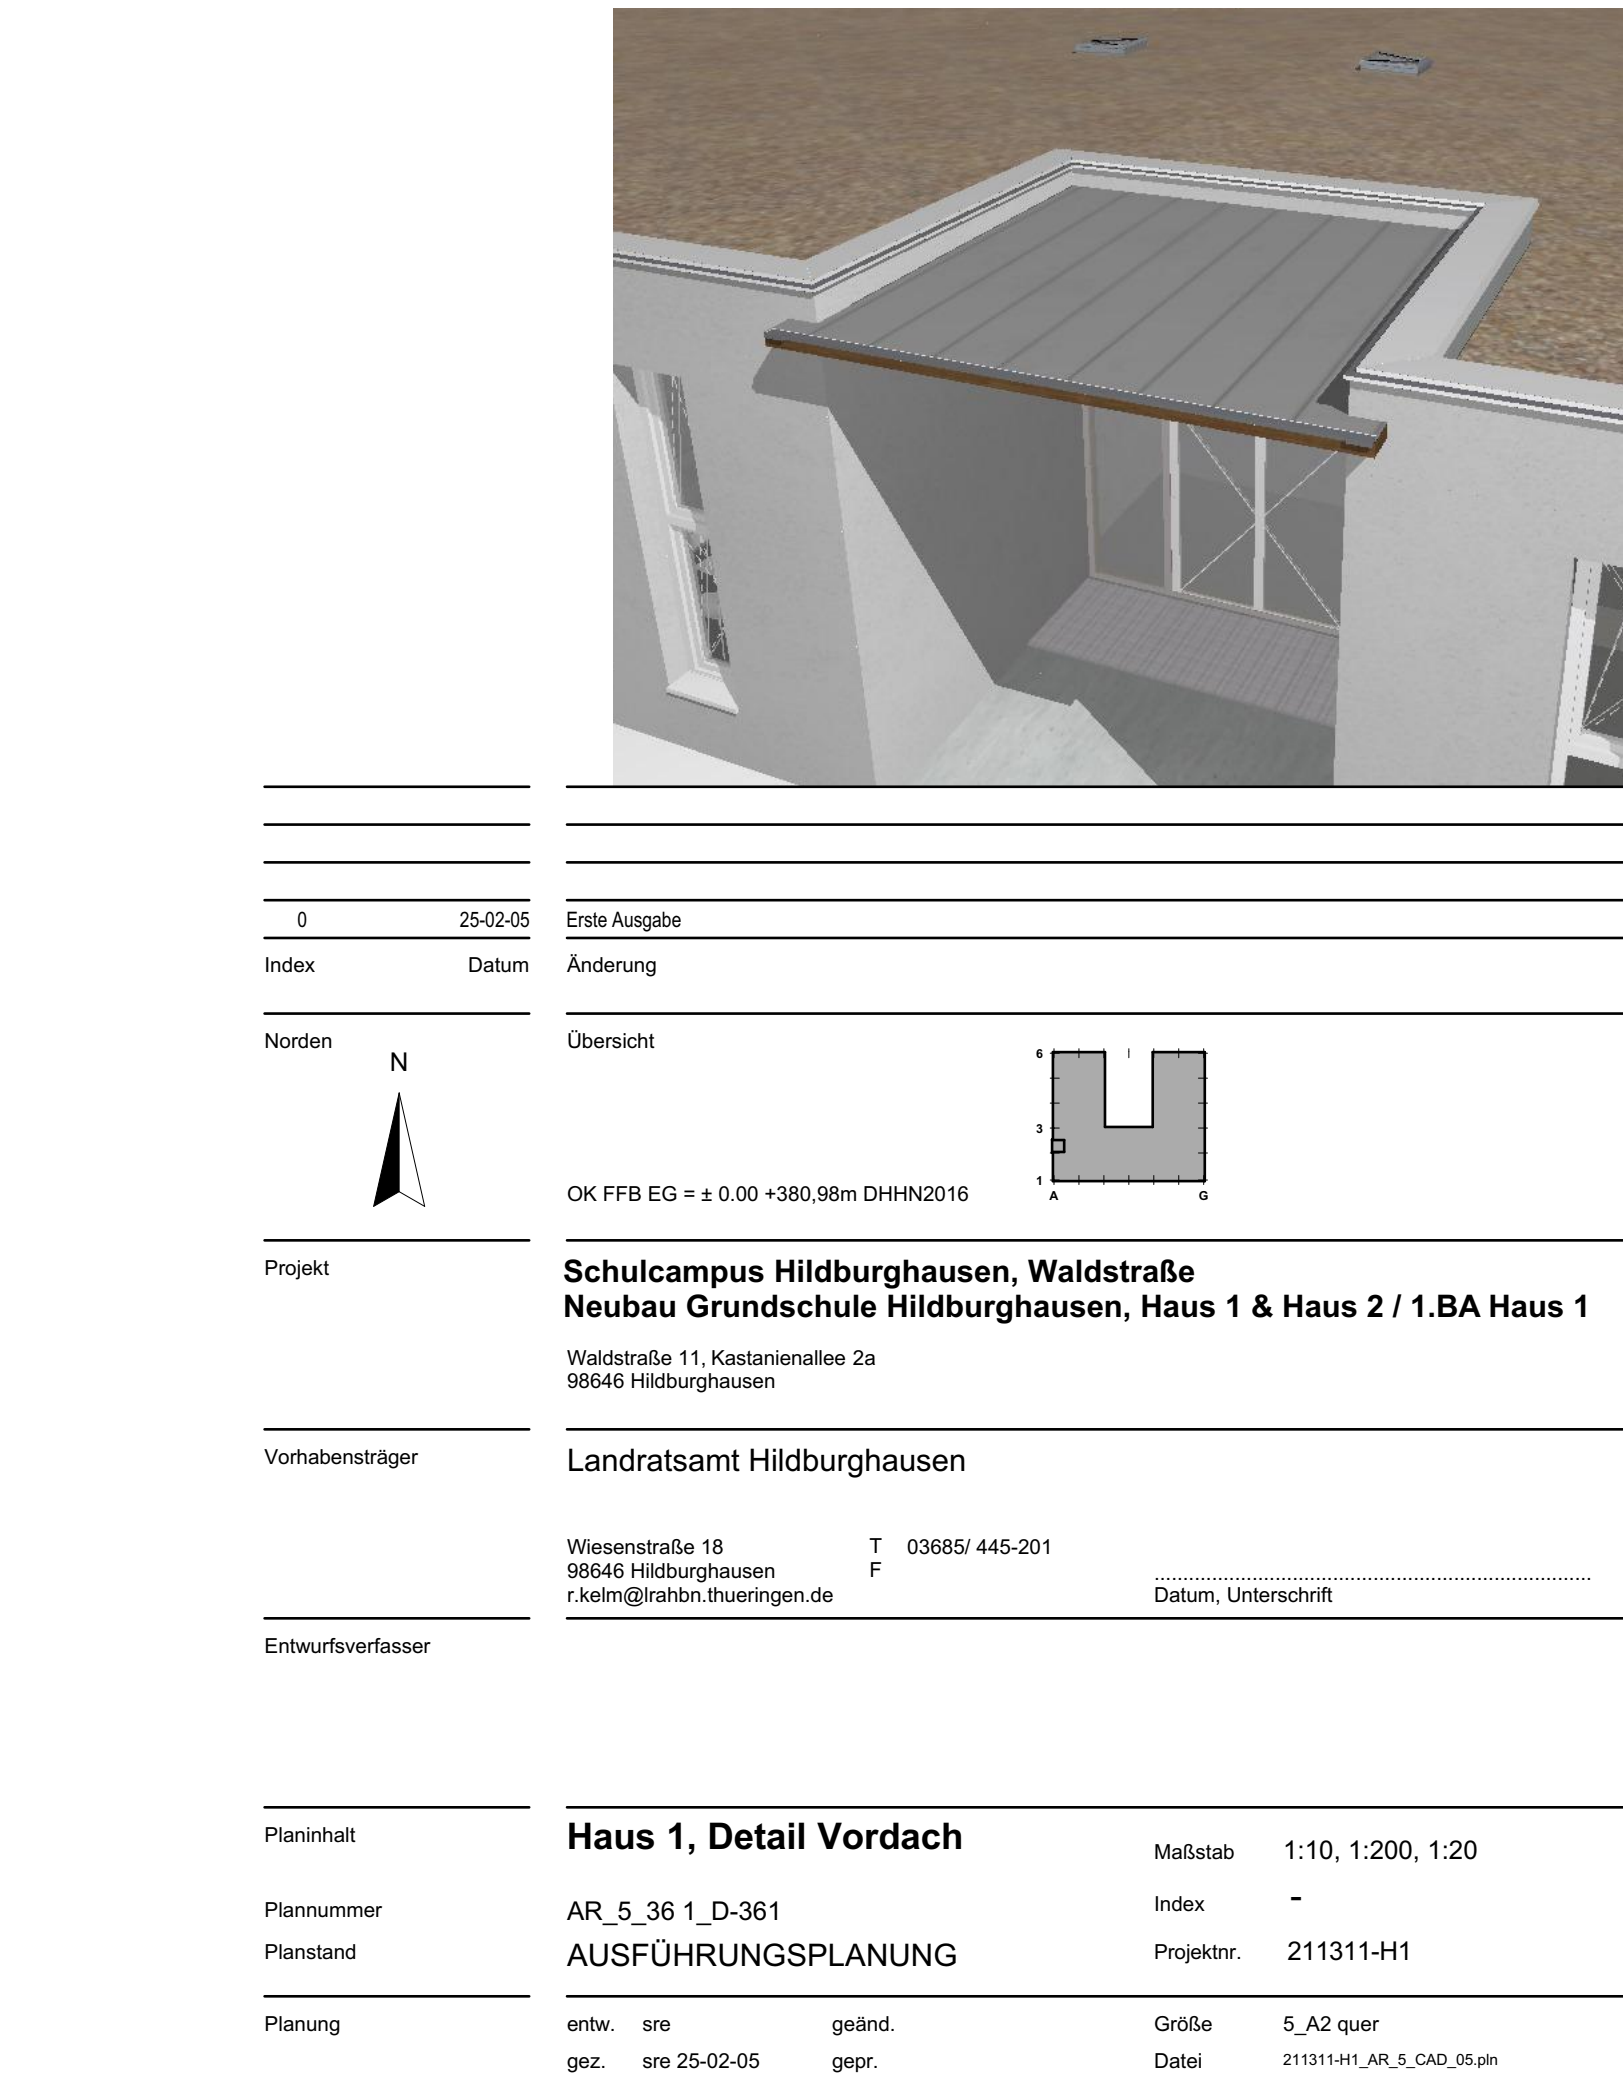 0 25-02-05 Erste Ausgabe
Index Datum Änderung
Norden Übersicht
N
6
3
1
A G
OK FFB EG = ± 0.00 +380,98m DHHN2016
Projekt Schulcampus Hildburghausen, Waldstraße
Neubau Grundschule Hildburghausen, Haus 1 & Haus 2 / 1.BA Haus 1
Waldstraße 11, Kastanienallee 2a
98646 Hildburghausen
Vorhabensträger Landratsamt Hildburghausen
Wiesenstraße 18 T 03685/ 445-201
98646 Hildburghausen F
r.kelm@lrahbn.thueringen.de Datum, Unterschrift
Entwurfsverfasser
Planinhalt Haus 1, Detail Vordach Maßstab 1:10, 1:200, 1:20
Plannummer AR_5_36 1_D-361 Index -
Planstand AUSFÜHRUNGSPLANUNG Projektnr. 211311-H1
Planung entw. sre geänd. Größe 5_A2 quer
gez. sre 25-02-05 gepr. Datei 211311-H1_AR_5_CAD_05.pln